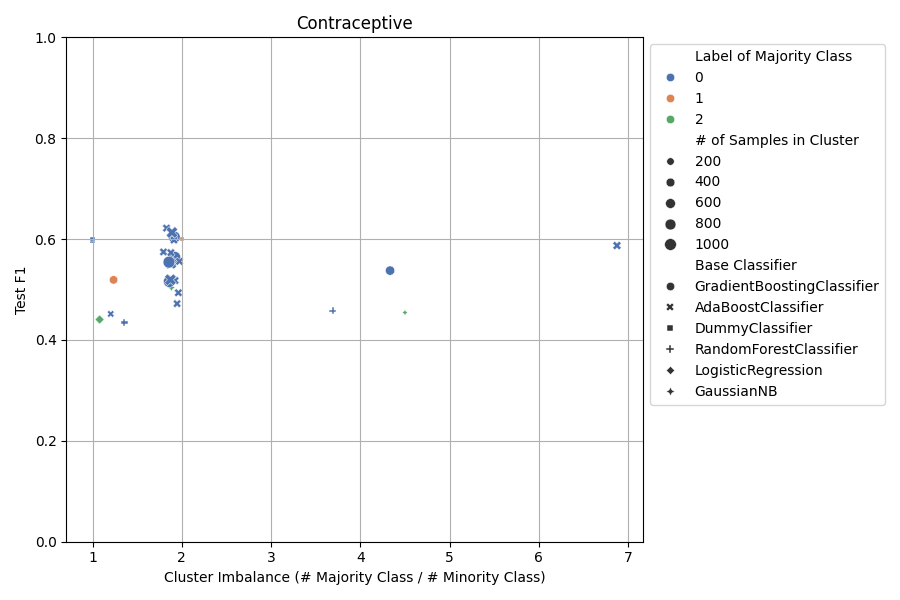 Contraceptive
1.0
0.8
0.6
0.4
0.2
0.0
Test F1
1
2
3
4
5
6
7
Cluster Imbalance (# Majority Class / # Minority Class)
Label of Majority Class
0
1
2
# of Samples in Cluster
200
400
600
800
1000
Base Classifier
GradientBoostingClassifier
AdaBoostClassifier
DummyClassifier
RandomForestClassifier
LogisticRegression
GaussianNB